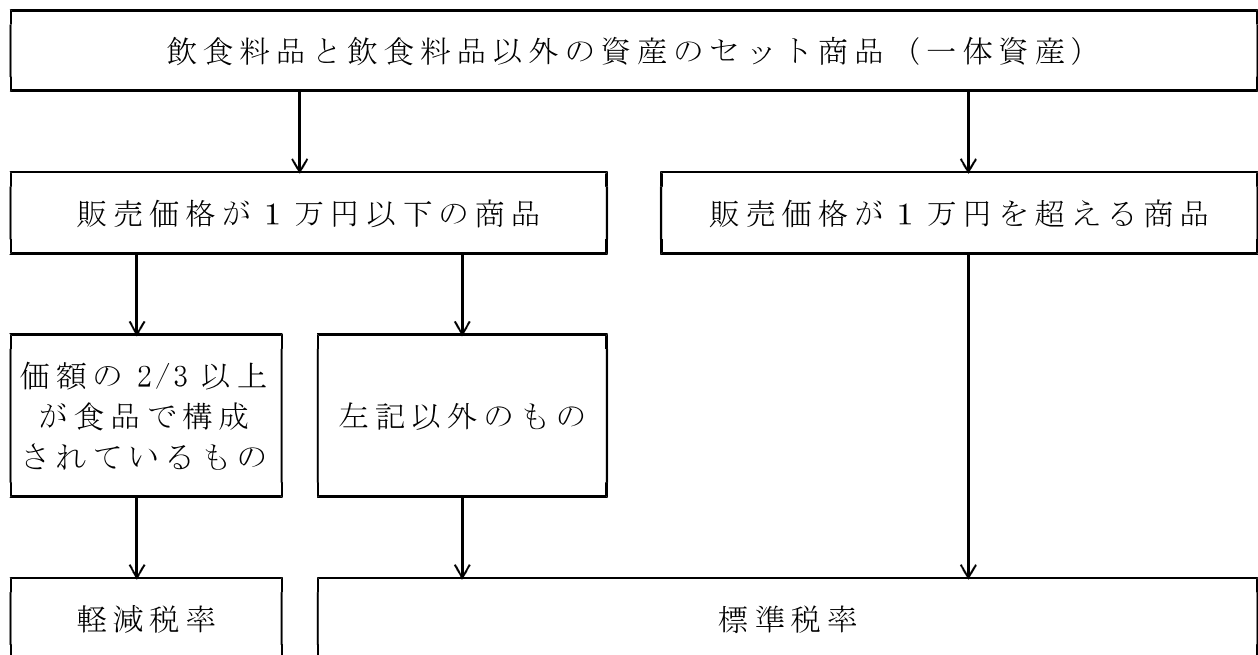 飲食料品と飲食料品以外の資産のセット商品（一体資産）
販売価格が1万円以下の商品
販売価格が1万円を超える商品
価額の2/3以上
が食品で構成
されているもの
左記以外のもの
軽減税率
標準税率